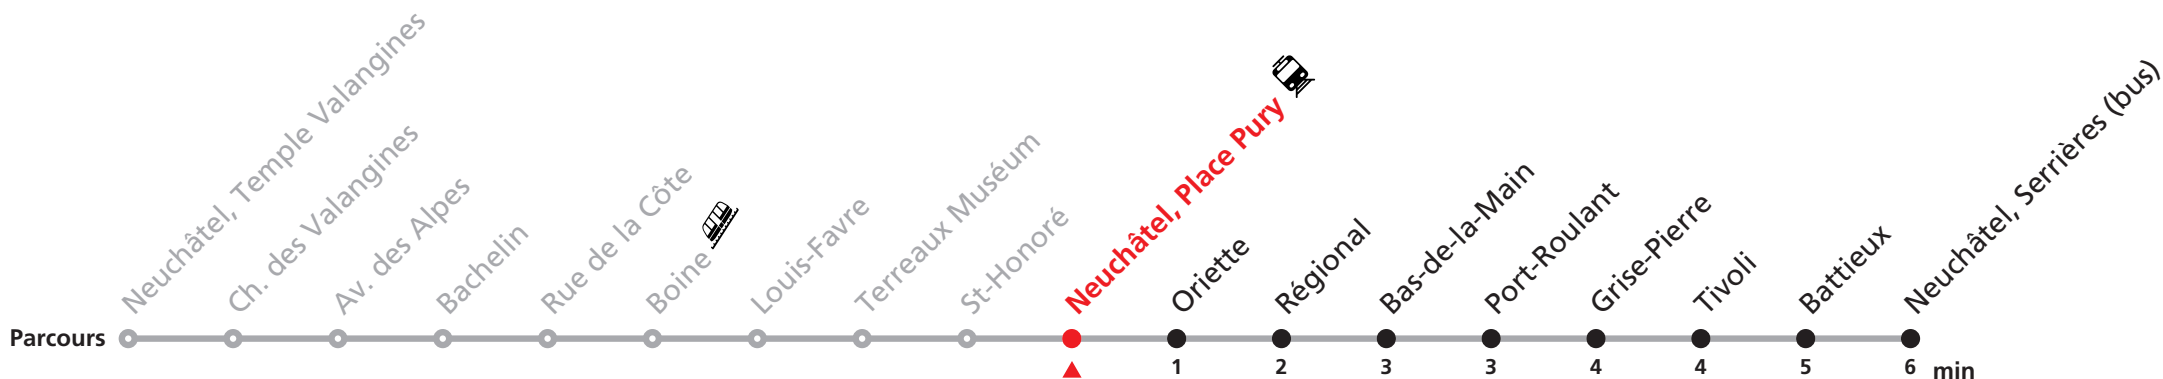 Neuchâtel, Temple Valangines
Ch. des Valangines
Av. des Alpes
Bachelin
Rue de la Côte
Boine
Louis-Favre
Terreaux Muséum
St-Honoré
Neuchâtel, Place Pury
Oriette
Régional
Bas-de-la-Main
Port-Roulant
Grise-Pierre
Tivoli
Battieux
Neuchâtel, Serrières (bus)
Parcours
1 2 3 3 4 4 5 6 min